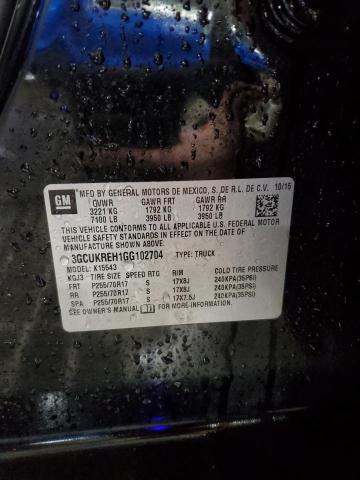 GM
MFD BY GENERAL MOTORS DE MEXICO, S. DE R.L. DE C.V. 10/15
GVWR GAWR FRT GAWR RR
3221 KG 1792 KG 1792 KG
7100 LB 3950 LB 3950 LB
THIS VEHICLE CONFORMS TO ALL APPLICABLE U.S. FEDERAL MOTOR
VEHICLE SAFETY STANDARDS IN EFFECT ON THE DATE OF
MANUFACTURE SHOWN ABOVE.
3GCUKREH1GG102704 TYPE: TRUCK
MODEL: K15543
KGJ3 TIRE SIZE SPEED RTG RIM COLD TIRE PRESSURE
FRT P255/70R17 S 17X8J 240KPA(35PSI)
RR P255/70R17 S 17X8J 240KPA(35PSI)
SPA P255/70R17 S 17X7.5J 240KPA(35PSI)
SEE OWNER'S MANUAL FOR MORE INFORMATION.